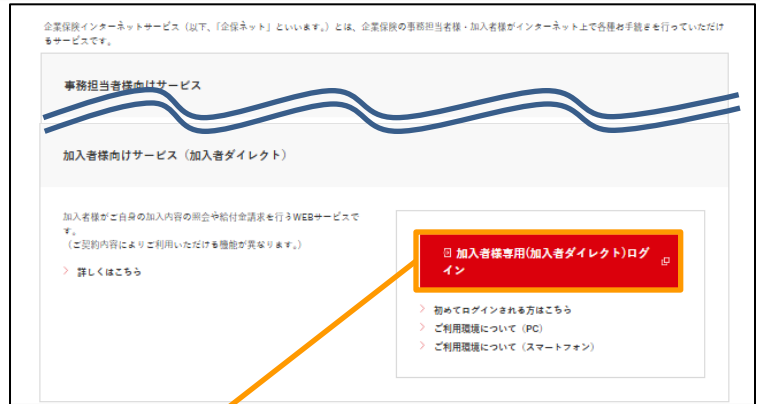 企業保険インターネットサービス（以下、「企保ネット」といいます。）とは、企業保険の事務担当者様・加入者様がインターネット上で各種お手続きを行っていただけ
るサービスです。
事務担当者様向けサービス
加入者様向けサービス（加入者ダイレクト）
加入者様がご自身の加入内容の照会や給付金請求を行うWEBサービスで
す。
（ご契約内容によりご利用いただける機能が異なります。）
詳しくはこちら
加入者様専用(加入者ダイレクト)ログ
イン
初めてログインされる方はこちら
ご利用環境について（PC）
ご利用環境について（スマートフォン）